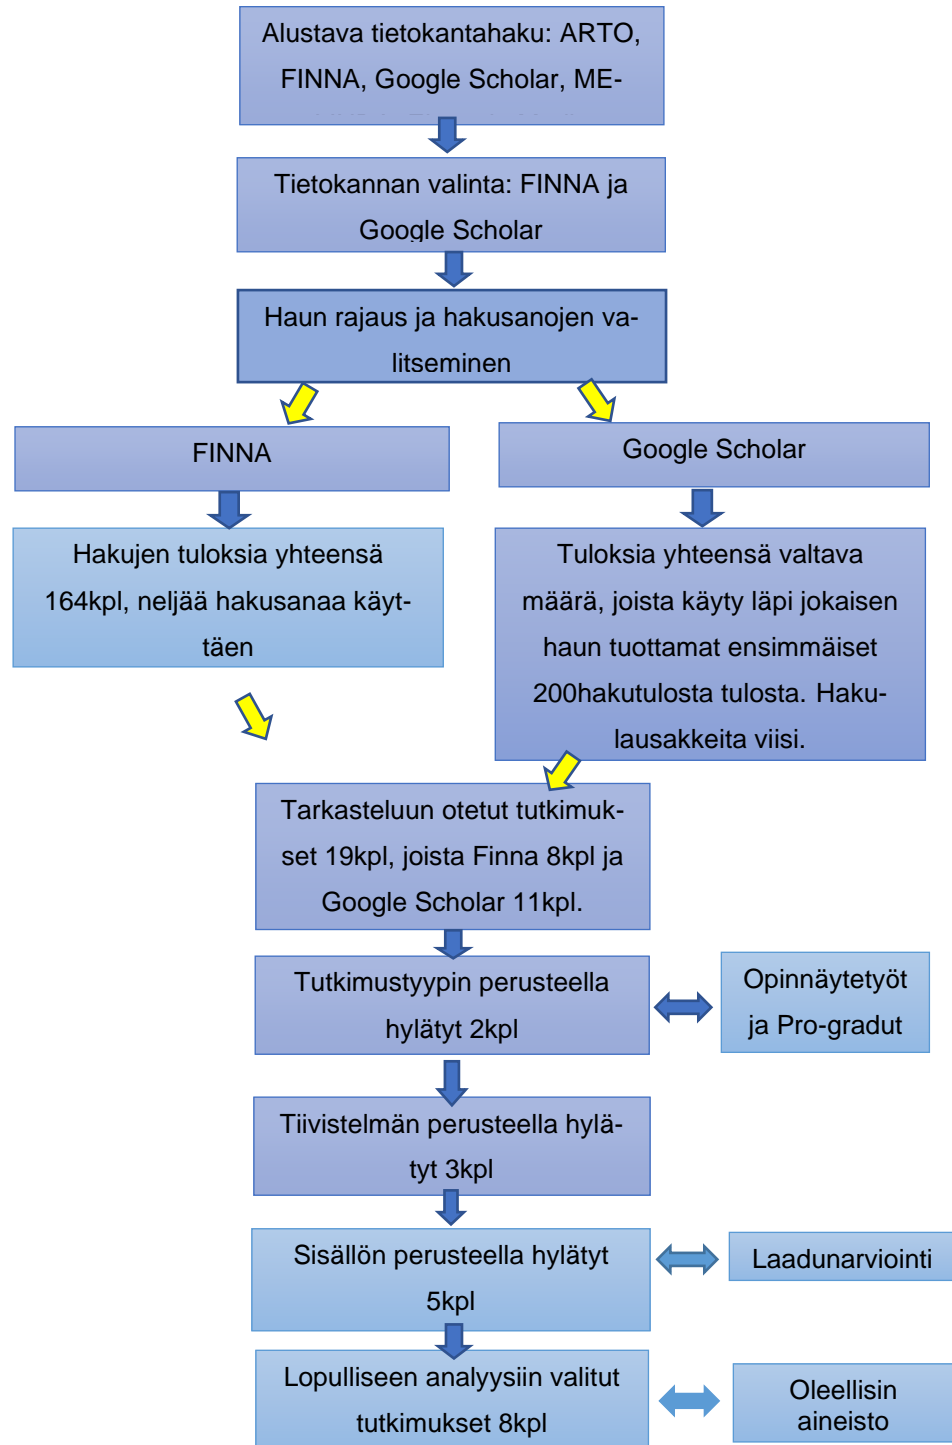 Alustava tietokantahaku: ARTO,
FINNA, Google Scholar, ME-
Tietokannan valinta: FINNA ja
Google Scholar
Haun rajaus ja hakusanojen va-
litseminen
FINNA
Google Scholar
Hakujen tuloksia yhteensä
164kpl, neljää hakusanaa käyt-
täen
Tuloksia yhteensä valtava
määrä, joista käyty läpi jokaisen
haun tuottamat ensimmäiset
200hakutulosta tulosta. Haku-
lausakkeita viisi.
Tarkasteluun otetut tutkimuk-
set 19kpl, joista Finna 8kpl ja
Google Scholar 11kpl.
Tutkimustyypin perusteella
hylätyt 2kpl
Opinnäytetyöt
ja Pro-gradut
Tiivistelmän perusteella hylä-
tyt 3kpl
Sisällön perusteella hylätyt
5kpl
Laadunarviointi
Lopulliseen analyysiin valitut
tutkimukset 8kpl
Oleellisin
aineisto